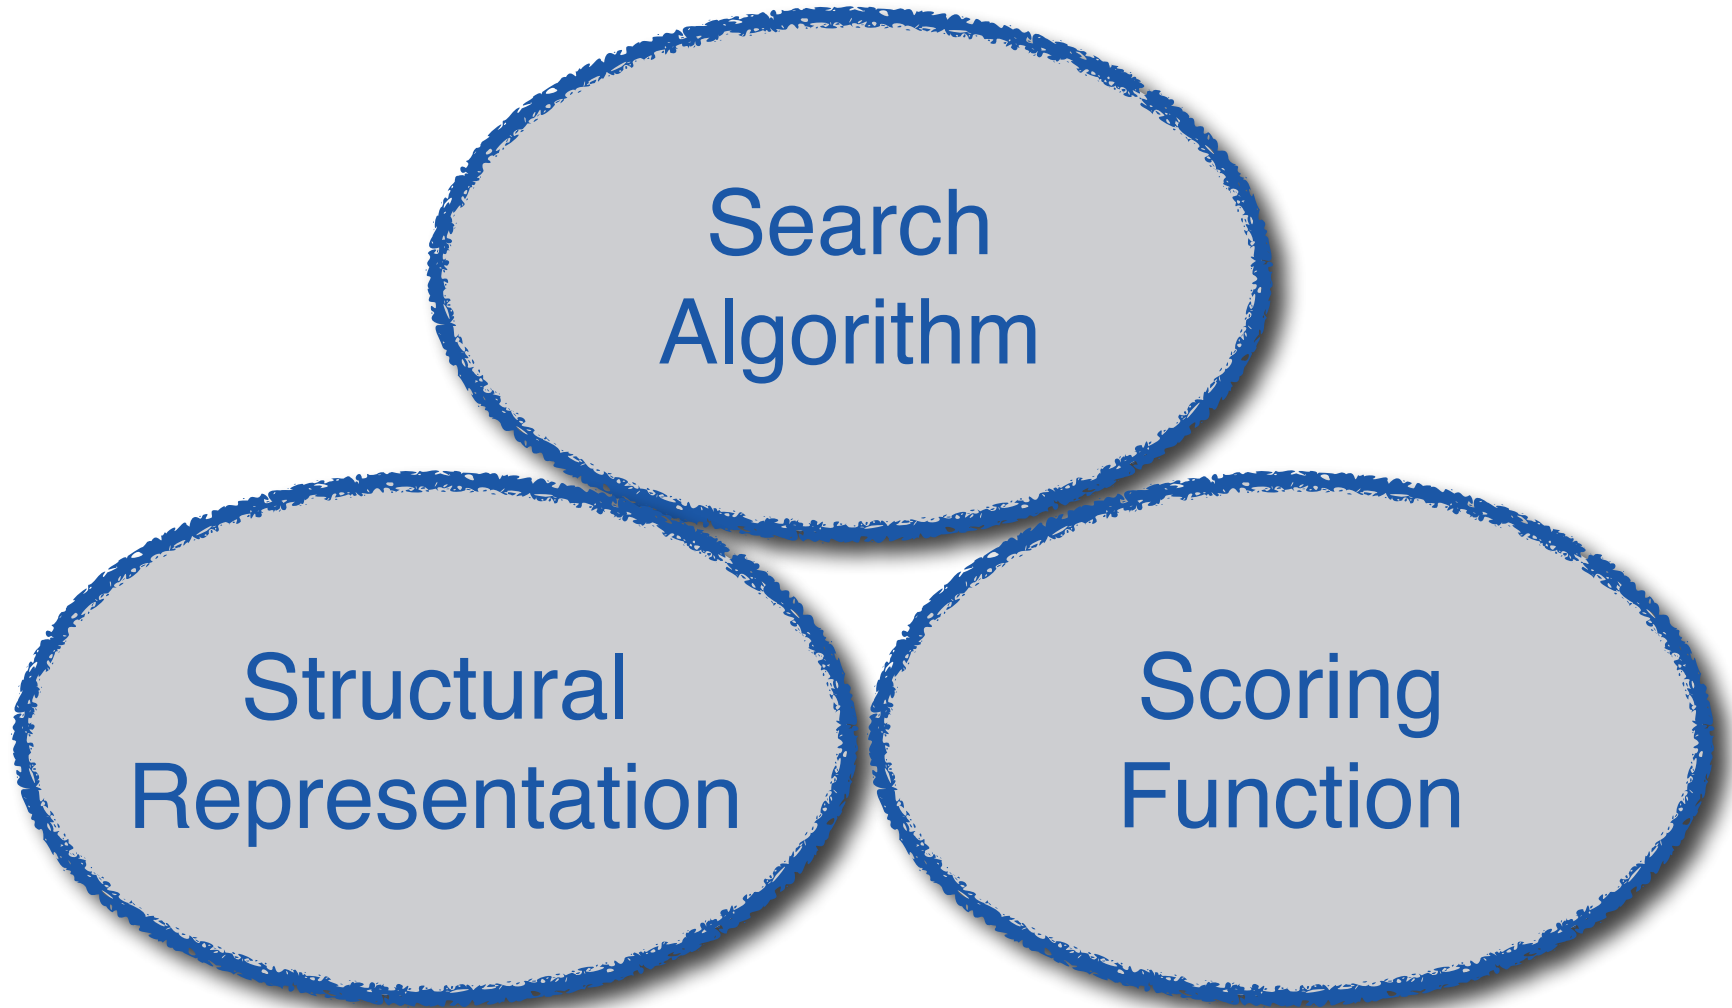 Search
Algorithm
Structural
Representation
Scoring
Function